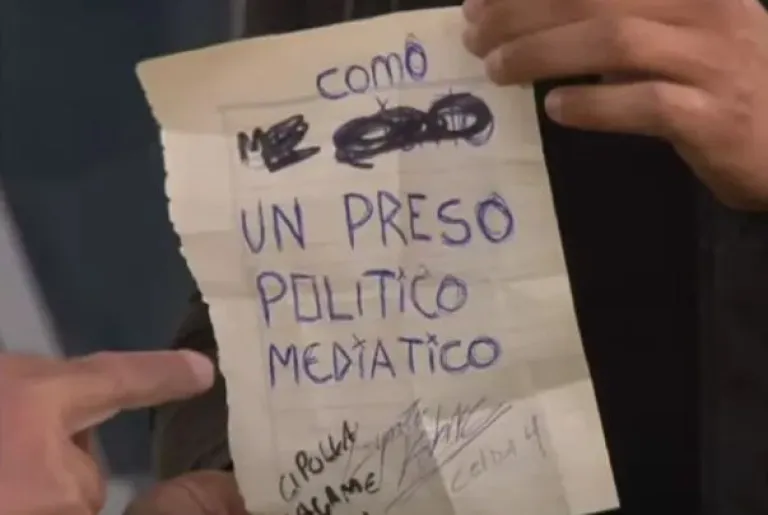 COMO
UN PRESO
POLITICO
MEDIATICO
CIPOLLA
CELDA 4